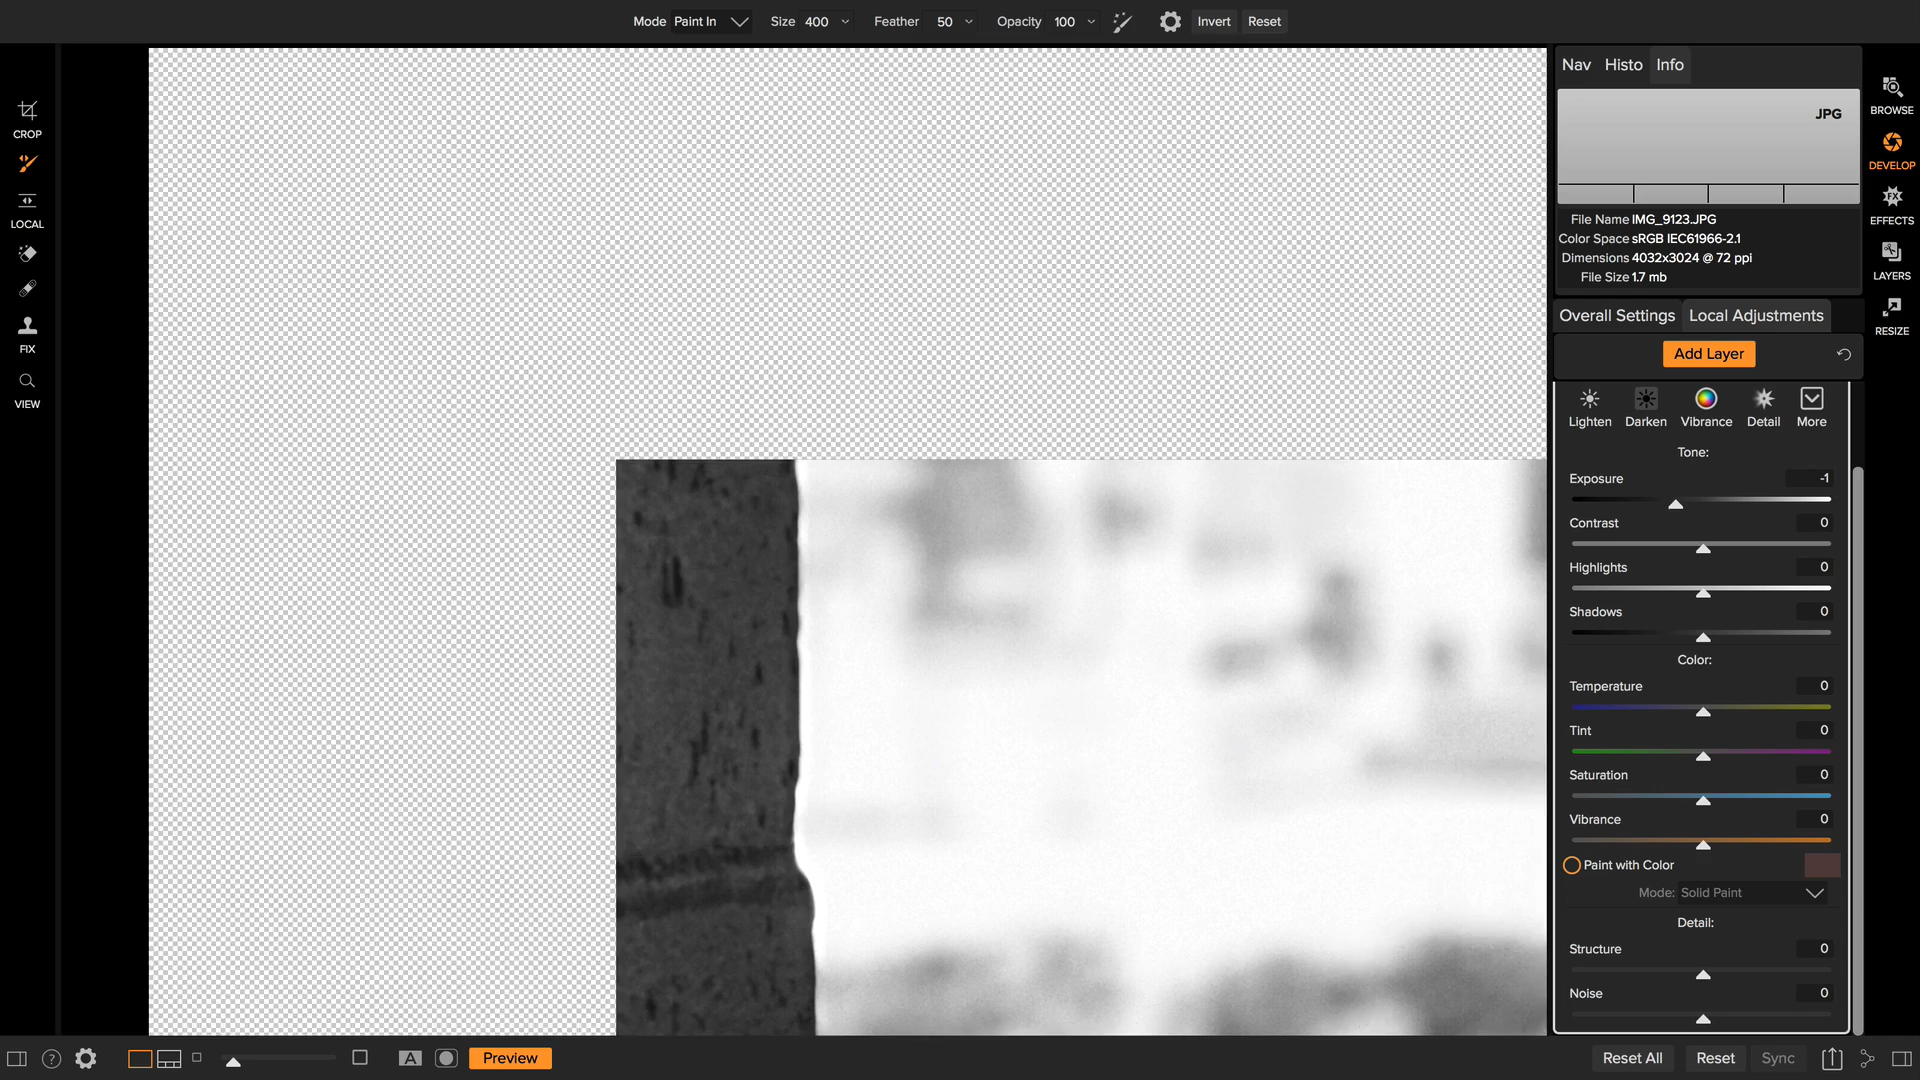 Mode Paint In Size 400 Feather 50 Opacity 100 Invert Reset
Nav Histo Info
JPG
File Name IMG_9123.JPG
Color Space sRGB IEC61966-2.1
Dimensions 4032x3024 @ 72 ppi
File Size 1.7 mb
Overall Settings Local Adjustments
Add Layer
Lighten Darken Vibrance Detail More
Tone:
Exposure -1
Contrast 0
Highlights 0
Shadows 0
Color:
Temperature 0
Tint 0
Saturation 0
Vibrance 0
Paint with Color
Mode: Solid Paint
Detail:
Structure 0
Noise 0
CROP
LOCAL
FIX
VIEW
BROWSE
DEVELOP
FX
EFFECTS
LAYERS
RESIZE
? A Preview Reset All Reset Sync